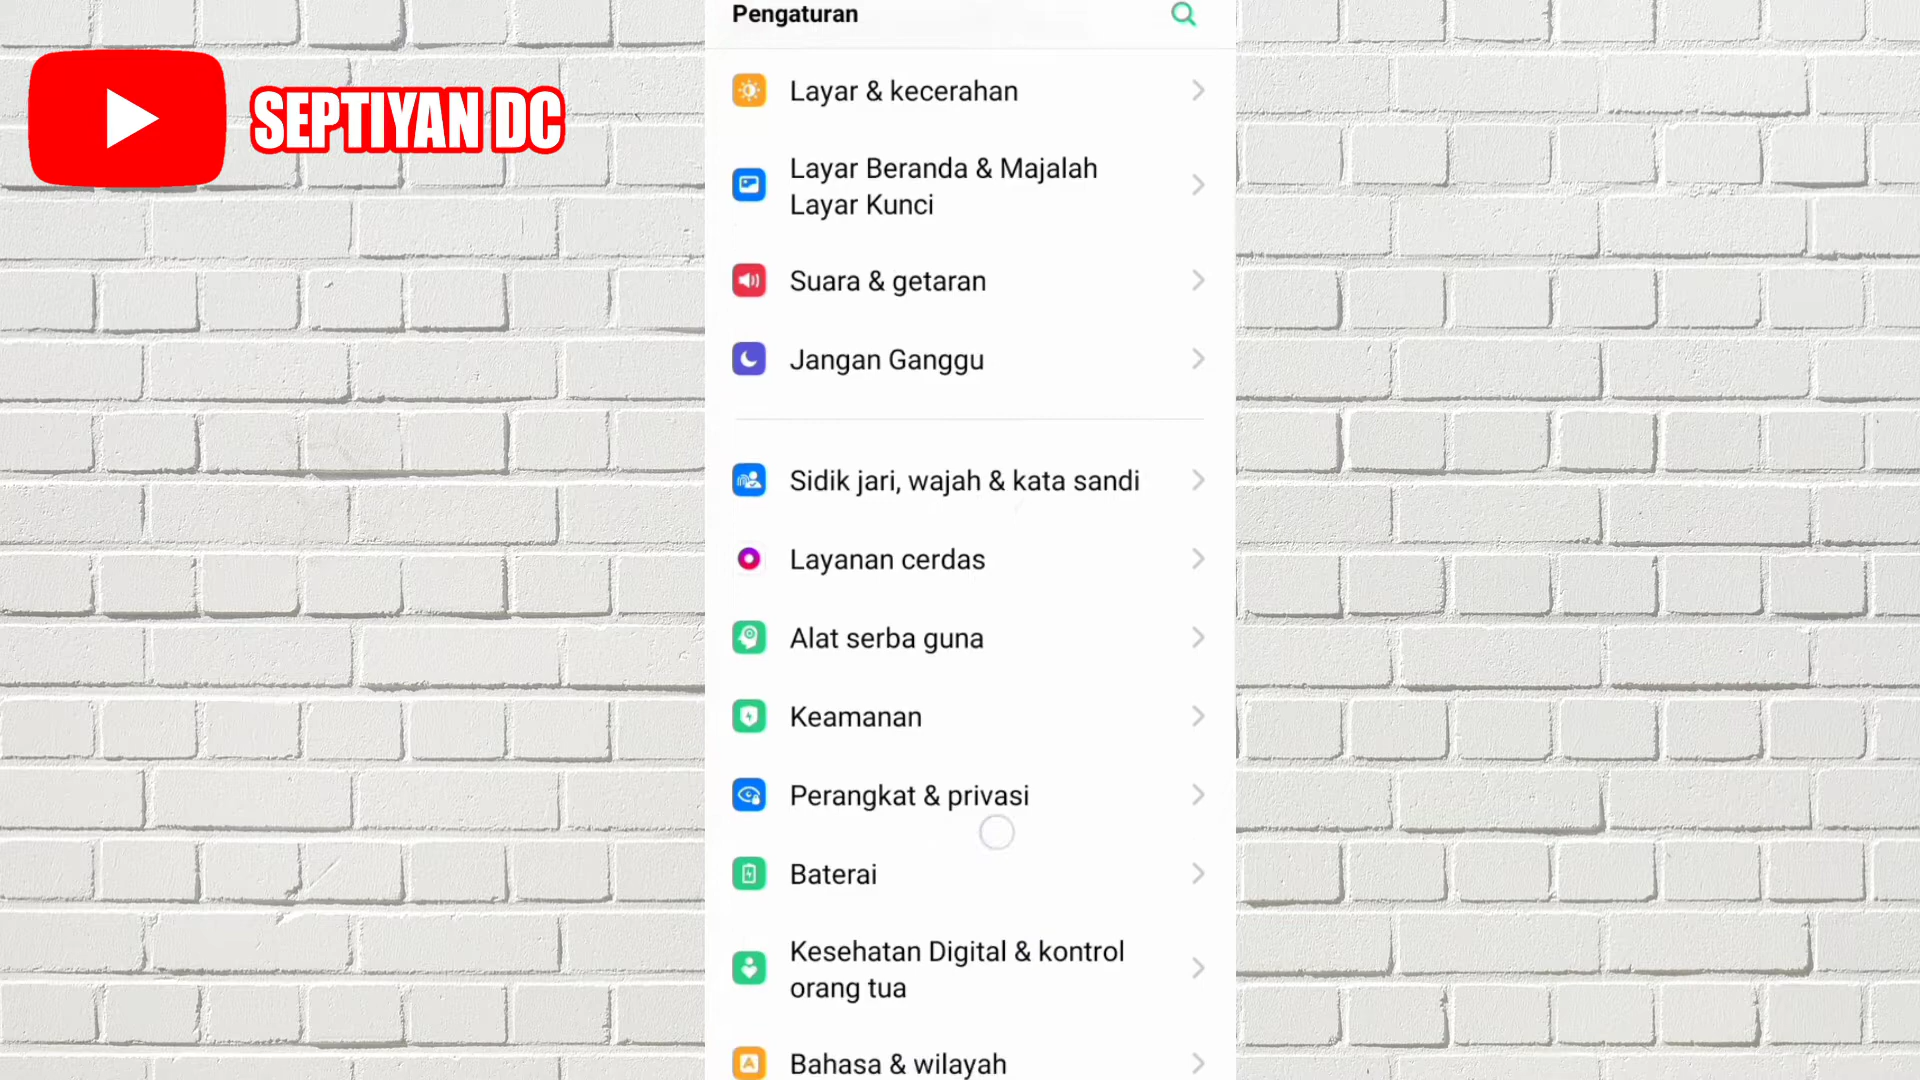 Pengaturan
SEPTIYAN DC
Layar & kecerahan
Layar Beranda & Majalah
Layar Kunci
Suara & getaran
Jangan Ganggu
Sidik jari, wajah & kata sandi
Layanan cerdas
Alat serba guna
Keamanan
Perangkat & privasi
Baterai
Kesehatan Digital & kontrol
orang tua
Bahasa & wilayah